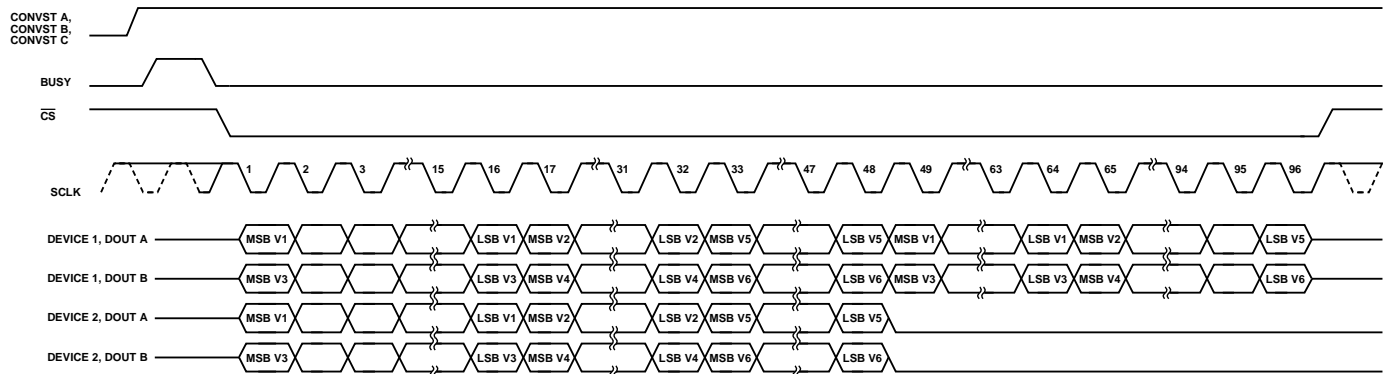 CONVST A,
CONVST B,
CONVST C
BUSY
CS
SCLK 1 2 3 15 16 17 31 32 33 47 48 49 63 64 65 94 95 96
DEVICE 1, DOUT A MSB V1 LSB V1 MSB V2 LSB V2 MSB V5 LSB V5 MSB V1 LSB V1 MSB V2 LSB V5
DEVICE 1, DOUT B MSB V3 LSB V3 MSB V4 LSB V4 MSB V6 LSB V6 MSB V3 LSB V3 MSB V4 LSB V6
DEVICE 2, DOUT A MSB V1 LSB V1 MSB V2 LSB V2 MSB V5 LSB V5
DEVICE 2, DOUT B MSB V3 LSB V3 MSB V4 LSB V4 MSB V6 LSB V6